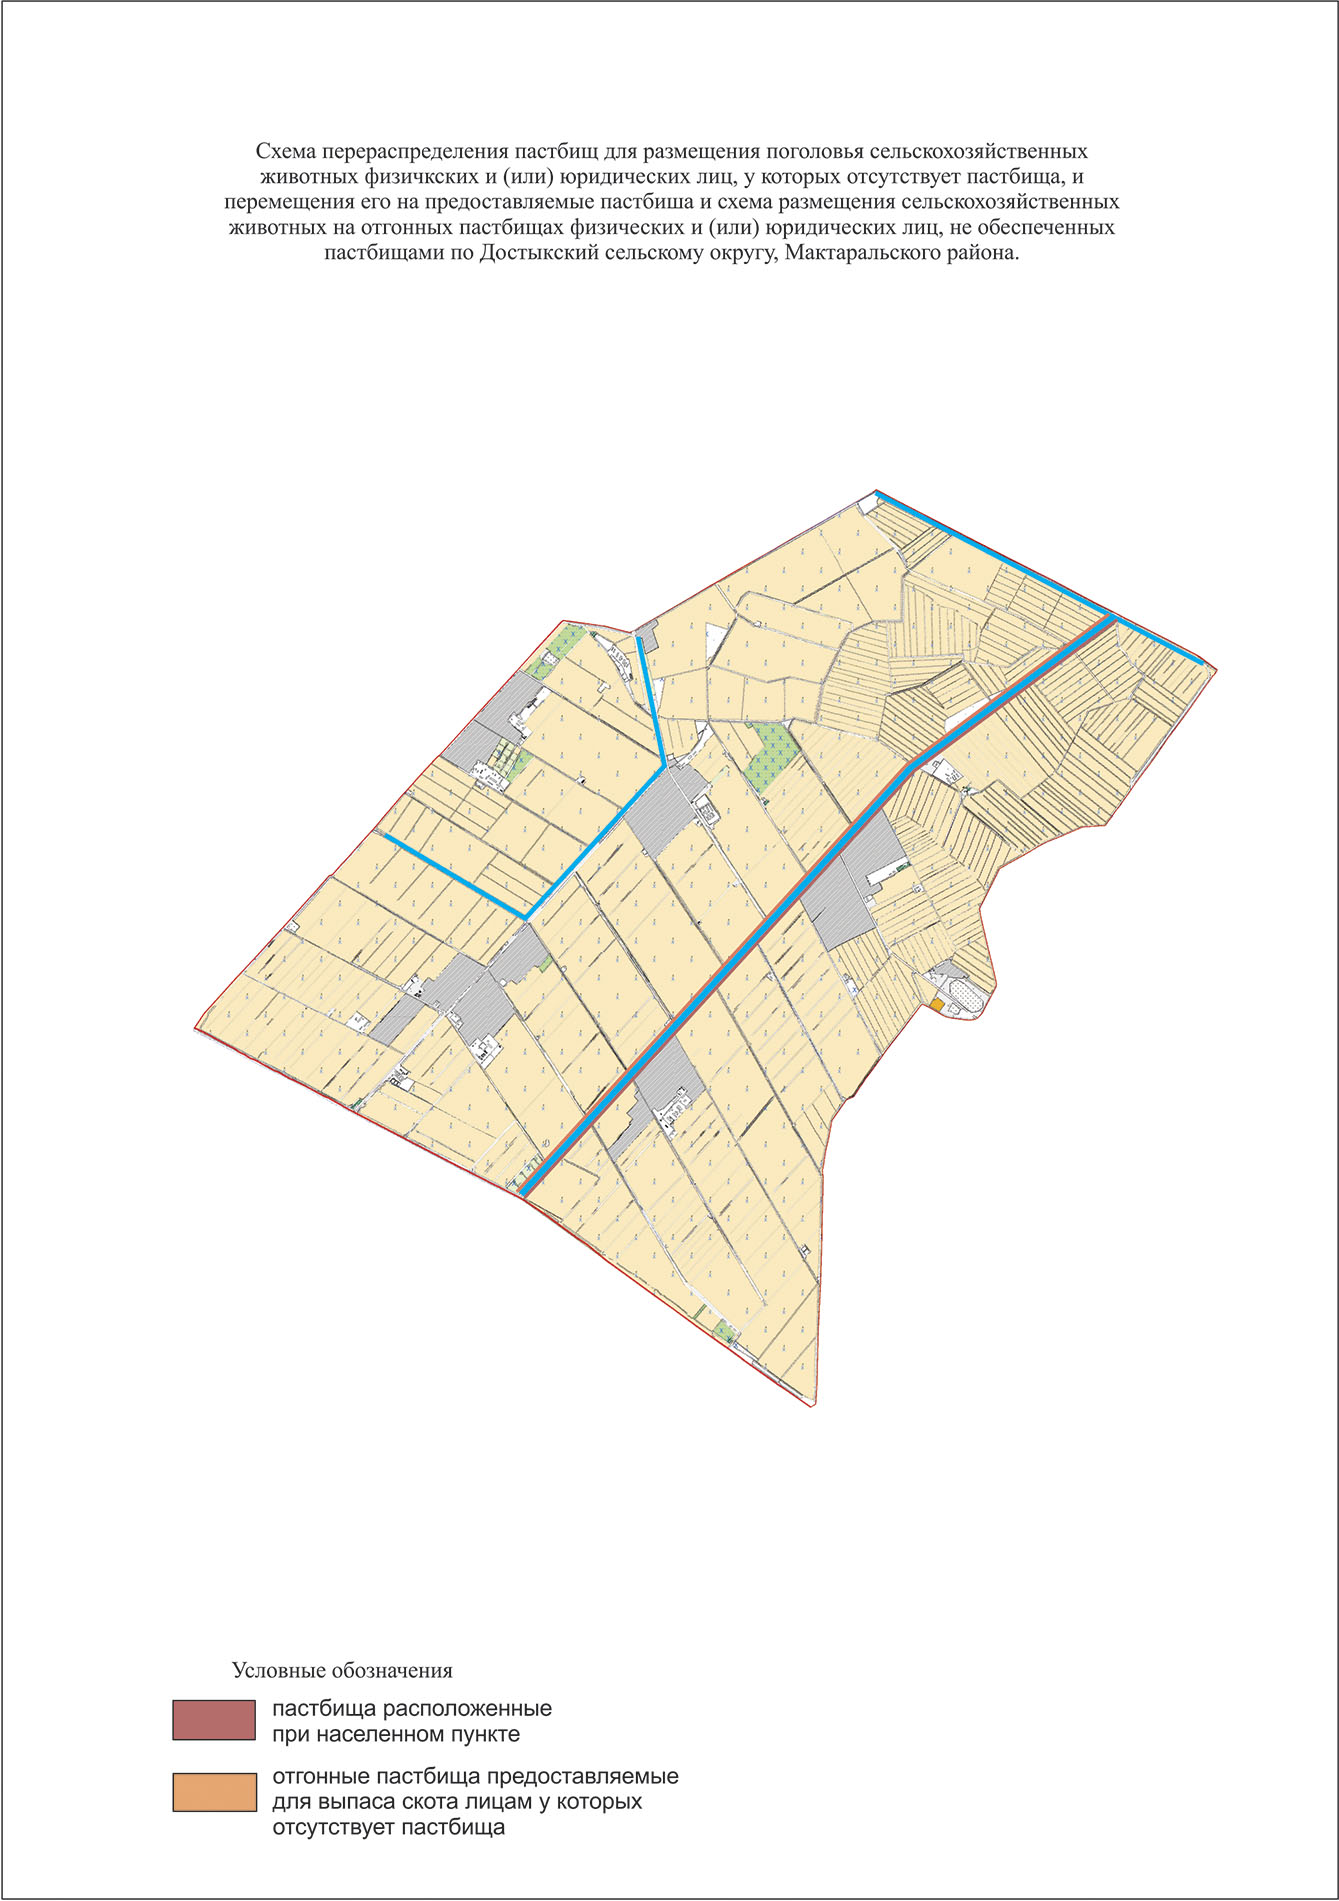 Схема перераспределения пастбищ для размещения поголовья сельскохозяйственных
животных физичкских и (или) юридических лиц, у которых отсутствует пастбища, и
перемещения его на предоставляемые пастбиша и схема размещения сельскохозяйственных
животных на отгонных пастбищах физических и (или) юридических лиц, не обеспеченных
пастбищами по Достыкский сельскому округу, Мактаральского района.
Условные обозначения
пастбища расположенные
при населенном пункте
отгонные пастбища предоставляемые
для выпаса скота лицам у которых
отсутствует пастбища